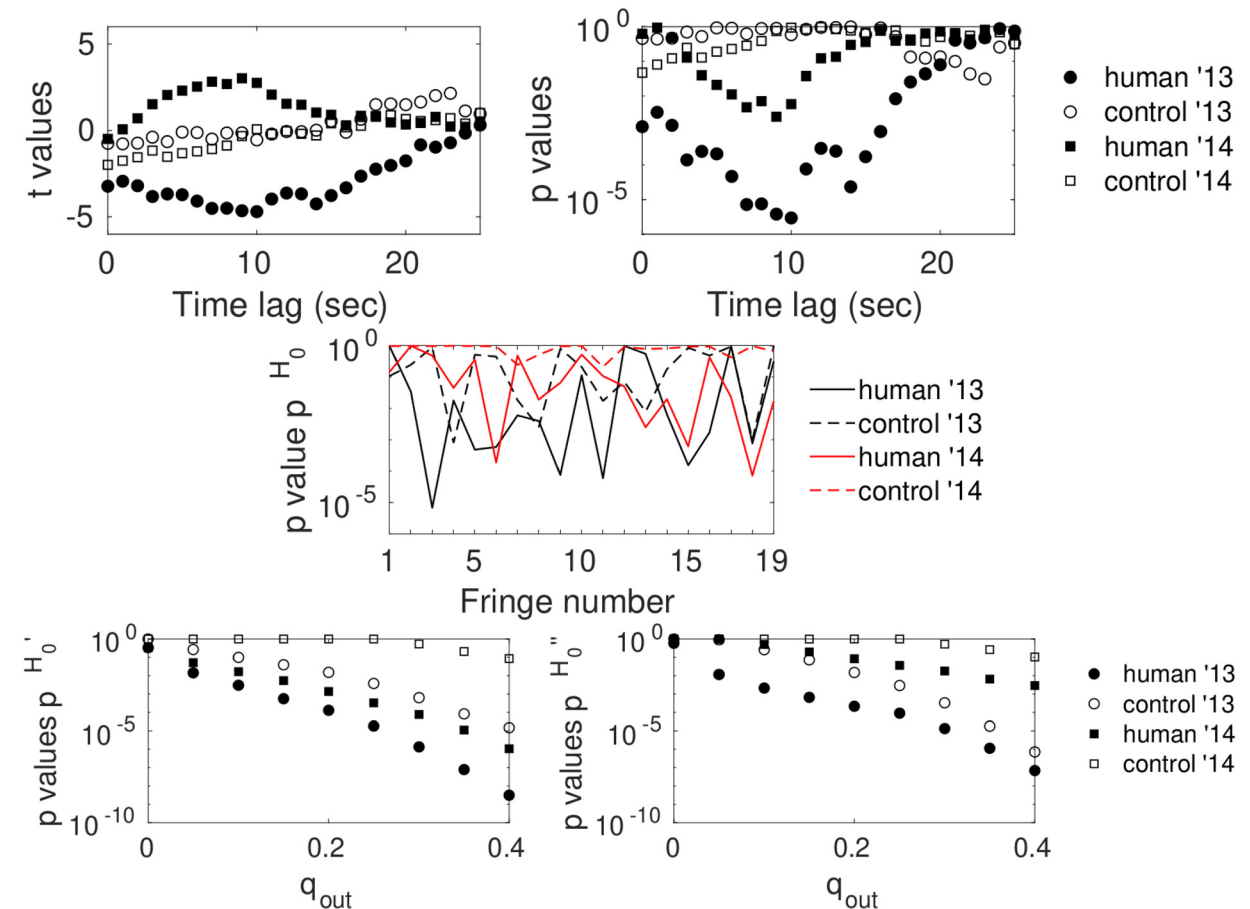 5
0
-5
t values
0
10
20
Time lag (sec)
10^0
10^-5
p values
0
10
20
Time lag (sec)
human '13
control '13
human '14
control '14
10^0
10^-5
p value p H_0
1
5
10
15
19
Fringe number
human '13
control '13
human '14
control '14
10^0
10^-5
10^-10
p values p H_0'
0
0.2
0.4
q_out
10^0
10^-5
10^-10
p values p H_0''
0
0.2
0.4
q_out
human '13
control '13
human '14
control '14